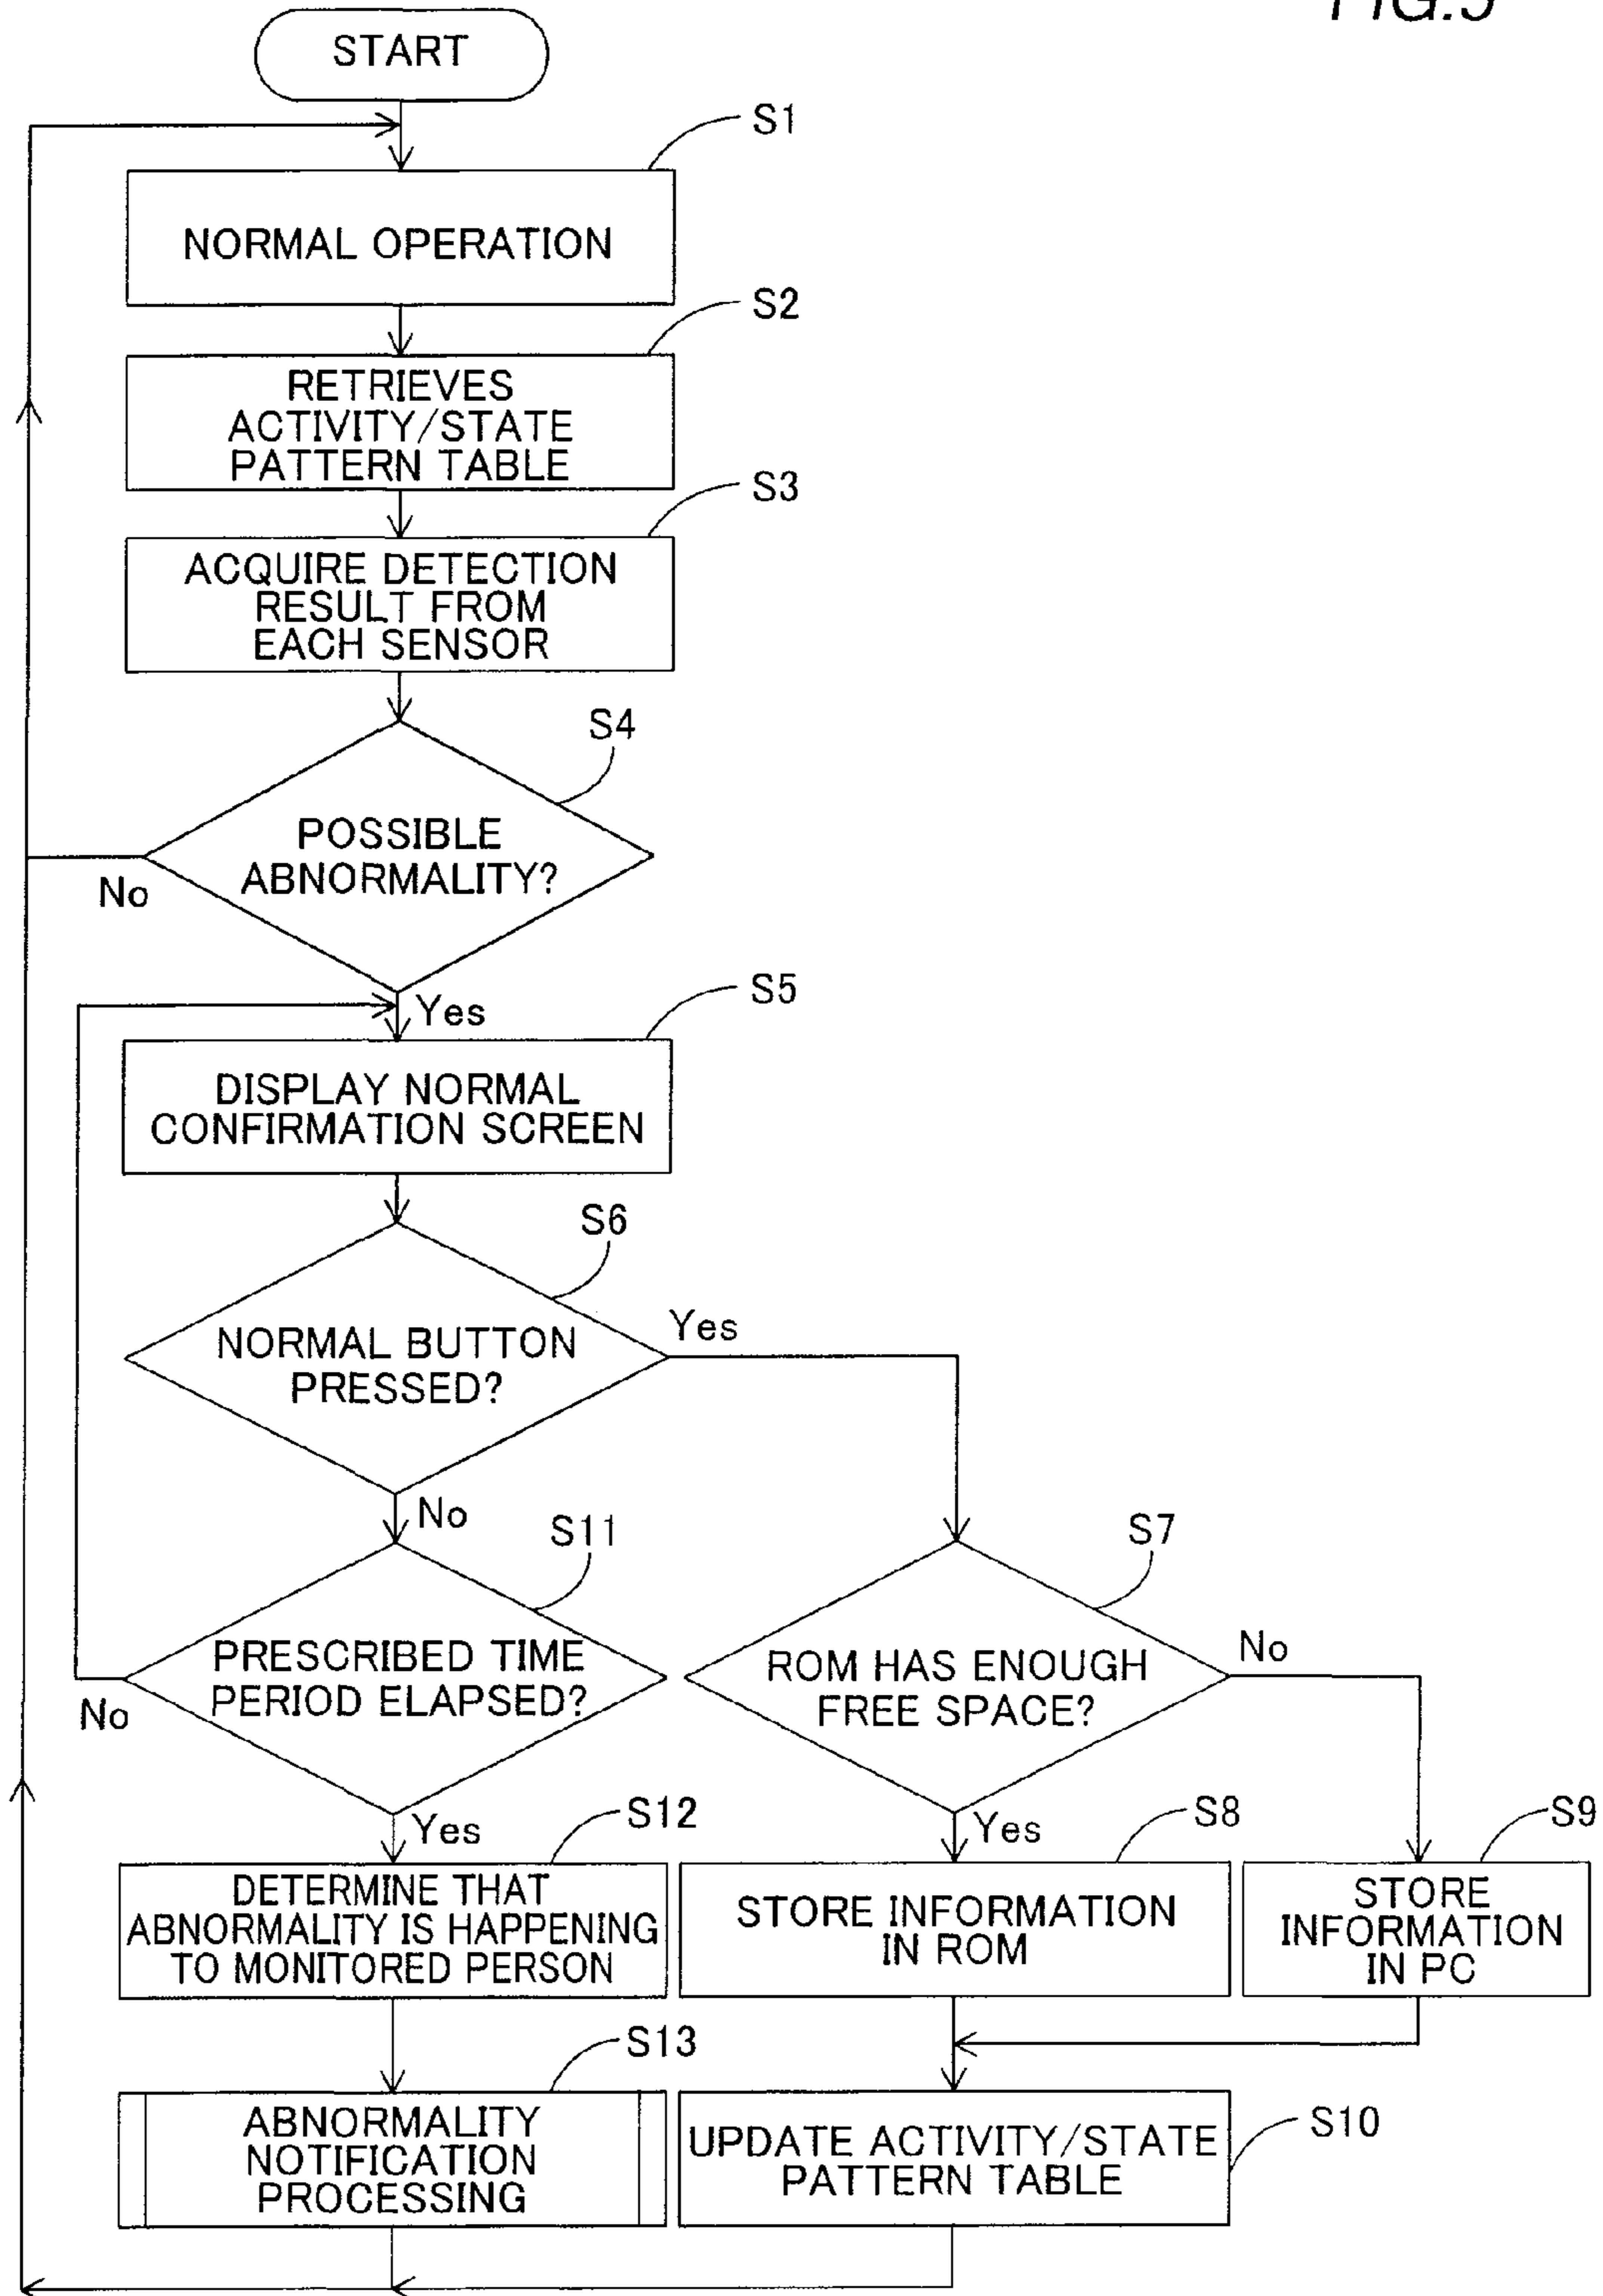 FIG.5
START
S1
NORMAL OPERATION
S2
RETRIEVES
ACTIVITY/STATE
PATTERN TABLE
S3
ACQUIRE DETECTION
RESULT FROM
EACH SENSOR
S4
POSSIBLE
ABNORMALITY?
No
Yes
S5
DISPLAY NORMAL
CONFIRMATION SCREEN
S6
NORMAL BUTTON
PRESSED?
Yes
No
S11
PRESCRIBED TIME
PERIOD ELAPSED?
No
Yes
S7
ROM HAS ENOUGH
FREE SPACE?
No
Yes
S12
DETERMINE THAT
ABNORMALITY IS HAPPENING
TO MONITORED PERSON
S8
STORE INFORMATION
IN ROM
S9
STORE
INFORMATION
IN PC
S13
ABNORMALITY
NOTIFICATION
PROCESSING
S10
UPDATE ACTIVITY/STATE
PATTERN TABLE